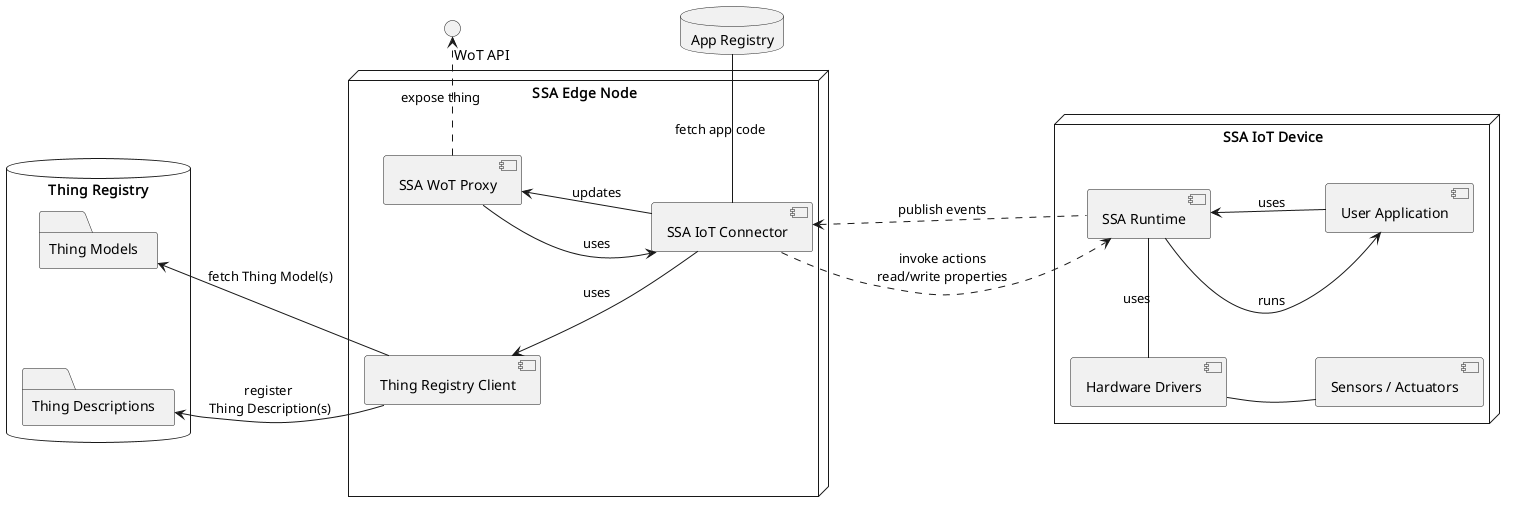 App Registry
WoT API
SSA Edge Node
expose thing
fetch app code
SSA IoT Device
Thing Registry
SSA WoT Proxy
updates
SSA IoT Connector
publish events
SSA Runtime
uses
User Application
Thing Models
uses
fetch Thing Model(s)
uses
invoke actions
read/write properties
uses
runs
Thing Registry Client
Hardware Drivers
Sensors / Actuators
Thing Descriptions
register
Thing Description(s)